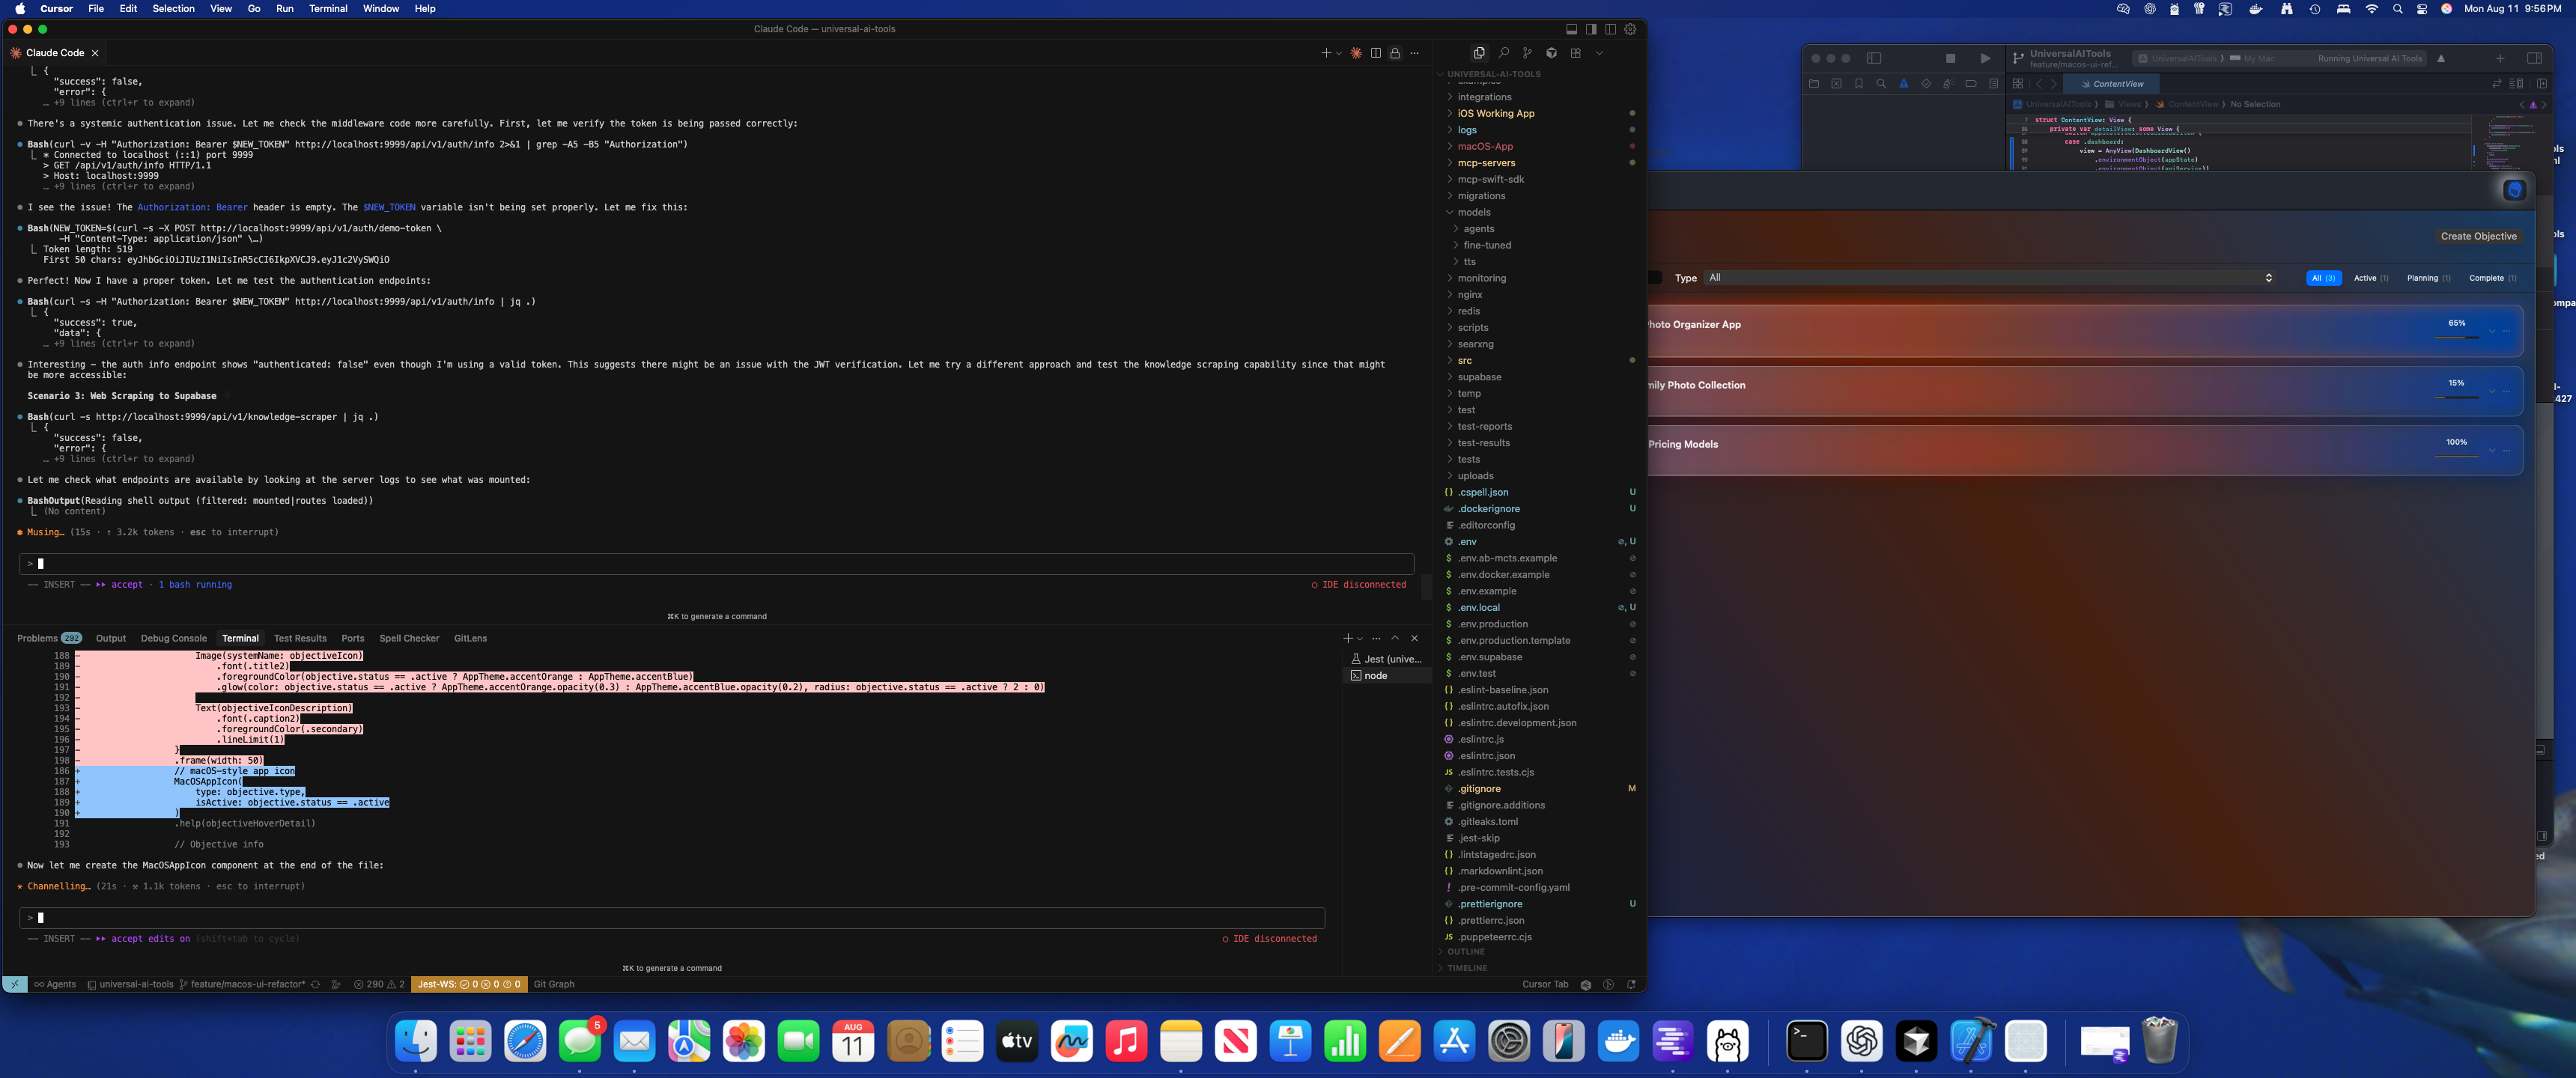 Cursor File Edit Selection View Go Run Terminal Window Help
Mon Aug 11 9:56 PM
Claude Code — universal-ai-tools
Claude Code
{
"success": false,
"error": {
… +9 lines (ctrl+r to expand)
There's a systemic authentication issue. Let me check the middleware code more carefully. First, let me verify the token is being passed correctly:
Bash(curl -v -H "Authorization: Bearer $NEW_TOKEN" http://localhost:9999/api/v1/auth/info 2>&1 | grep -A5 -B5 "Authorization")
* Connected to localhost (::1) port 9999
> GET /api/v1/auth/info HTTP/1.1
> Host: localhost:9999
… +9 lines (ctrl+r to expand)
I see the issue! The Authorization: Bearer header is empty. The $NEW_TOKEN variable isn't being set properly. Let me fix this:
Bash(NEW_TOKEN=$(curl -s -X POST http://localhost:9999/api/v1/auth/demo-token \
-H "Content-Type: application/json" \…)
Token length: 519
First 50 chars: eyJhbGciOiJIUzI1NiIsInR5cCI6IkpXVCJ9.eyJ1c2VySWQiO
Perfect! Now I have a proper token. Let me test the authentication endpoints:
Bash(curl -s -H "Authorization: Bearer $NEW_TOKEN" http://localhost:9999/api/v1/auth/info | jq .)
{
"success": true,
"data": {
… +9 lines (ctrl+r to expand)
Interesting – the auth info endpoint shows "authenticated: false" even though I'm using a valid token. This suggests there might be an issue with the JWT verification. Let me try a different approach and test the knowledge scraping capability since that might
be more accessible:
Scenario 3: Web Scraping to Supabase
Bash(curl -s http://localhost:9999/api/v1/knowledge-scraper | jq .)
{
"success": false,
"error": {
… +9 lines (ctrl+r to expand)
Let me check what endpoints are available by looking at the server logs to see what was mounted:
BashOutput(Reading shell output (filtered: mounted|routes loaded))
(No content)
Musing… (15s · ↑ 3.2k tokens · esc to interrupt)
>
–– INSERT –– ▸▸ accept · 1 bash running
IDE disconnected
⌘K to generate a command
Problems 292 Output Debug Console Terminal Test Results Ports Spell Checker GitLens
188 - Image(systemName: objectiveIcon)
189 - .font(.title2)
190 - .foregroundColor(objective.status == .active ? AppTheme.accentOrange : AppTheme.accentBlue)
191 - .glow(color: objective.status == .active ? AppTheme.accentOrange.opacity(0.3) : AppTheme.accentBlue.opacity(0.2), radius: objective.status == .active ? 2 : 0)
192 -
193 - Text(objectiveIconDescription)
194 - .font(.caption2)
195 - .foregroundColor(.secondary)
196 - .lineLimit(1)
197 - }
198 - .frame(width: 50)
186 + // macOS-style app icon
187 + MacOSAppIcon(
188 + type: objective.type,
189 + isActive: objective.status == .active
190 + )
191 .help(objectiveHoverDetail)
192
193 // Objective info
Now let me create the MacOSAppIcon component at the end of the file:
Channelling… (21s · 1.1k tokens · esc to interrupt)
>
–– INSERT –– ▸▸ accept edits on (shift+tab to cycle)
IDE disconnected
⌘K to generate a command
Jest (unive...
node
Agents universal-ai-tools feature/macos-ui-refactor* 290 2 Jest-WS: 0 0 0 Git Graph
Cursor Tab
UNIVERSAL-AI-TOOLS
integrations
iOS Working App
logs
macOS-App
mcp-servers
mcp-swift-sdk
migrations
models
agents
fine-tuned
tts
monitoring
nginx
redis
scripts
searxng
src
supabase
temp
test
test-reports
test-results
tests
uploads
.cspell.json U
.dockerignore U
.editorconfig
.env U
.env.ab-mcts.example
.env.docker.example
.env.example
.env.local U
.env.production
.env.production.template
.env.supabase
.env.test
.eslint-baseline.json
.eslintrc.autofix.json
.eslintrc.development.json
.eslintrc.js
.eslintrc.json
.eslintrc.tests.cjs
.gitignore M
.gitignore.additions
.gitleaks.toml
.jest-skip
.lintstagedrc.json
.markdownlint.json
.pre-commit-config.yaml
.prettierignore U
.prettierrc.json
.puppeteerrc.cjs
OUTLINE
TIMELINE
UniversalAITools
feature/macos-ui-ref...
UniversalAITools My Mac
Running Universal AI Tools
ContentView
UniversalAITools Views ContentView No Selection
7 struct ContentView: View {
86 private var detailView: some View {
88 case .dashboard:
89 view = AnyView(DashboardView()
90 .environmentObject(appState)
91 .environmentObject(apiService))
Create Objective
Type All
All (3) Active (1) Planning (1) Complete (1)
hoto Organizer App 65%
mily Photo Collection 15%
Pricing Models 100%
427
5
AUG
11
tv